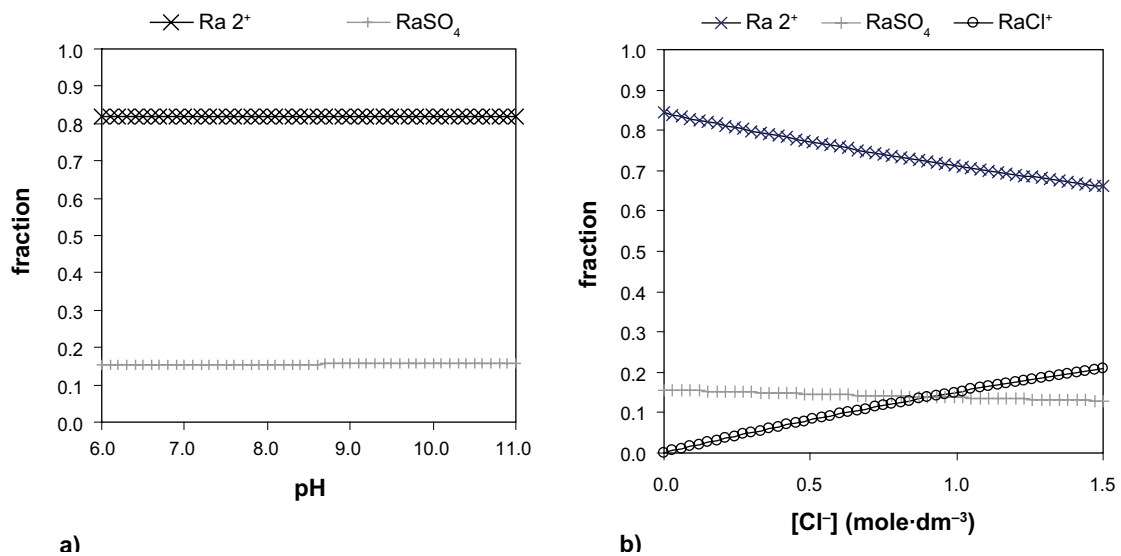 Ra 2⁺ RaSO₄
1.0
0.9
0.8
0.7
0.6
0.5
0.4
0.3
0.2
0.1
0.0
fraction
6.0 7.0 8.0 9.0 10.0 11.0
pH
a)
Ra 2⁺ RaSO₄ RaCl⁺
1.0
0.9
0.8
0.7
0.6
0.5
0.4
0.3
0.2
0.1
0.0
fraction
0.0 0.5 1.0 1.5
[Cl⁻] (mole·dm⁻³)
b)